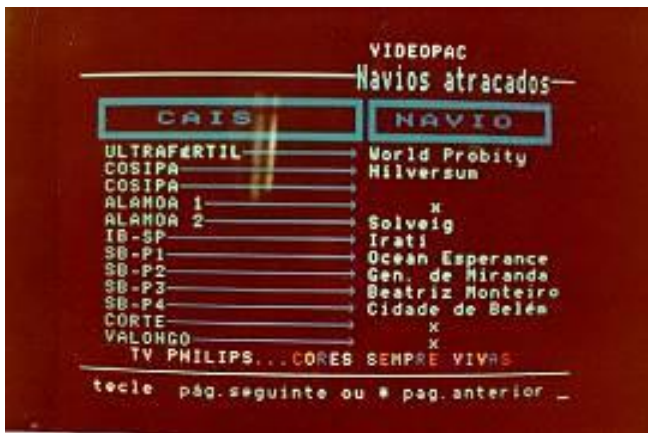 VIDEOPAC
Navios atracados
CAIS NAVIO
ULTRAFÉRTIL World Probity
COSIPA Hilversum
COSIPA
ALAMOA 1 x
ALAMOA 2 Solveig
IB-SP Irati
SB-P1 Ocean Esperance
SB-P2 Gen. de Miranda
SB-P3 Beatriz Monteiro
SB-P4 Cidade de Belém
CORTE x
VALONGO x
TV PHILIPS...CORES SEMPRE VIVAS
tecle pág.seguinte ou * pag.anterior _